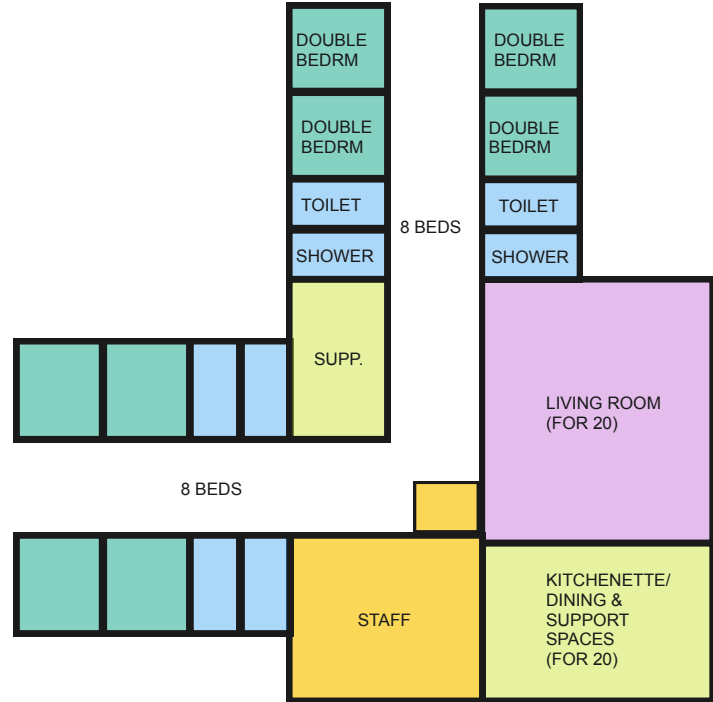 DOUBLE
BEDRM
DOUBLE
BEDRM
DOUBLE
BEDRM
DOUBLE
BEDRM
TOILET
TOILET
8 BEDS
SHOWER
SHOWER
SUPP.
LIVING ROOM
(FOR 20)
8 BEDS
STAFF
KITCHENETTE/
DINING &
SUPPORT
SPACES
(FOR 20)